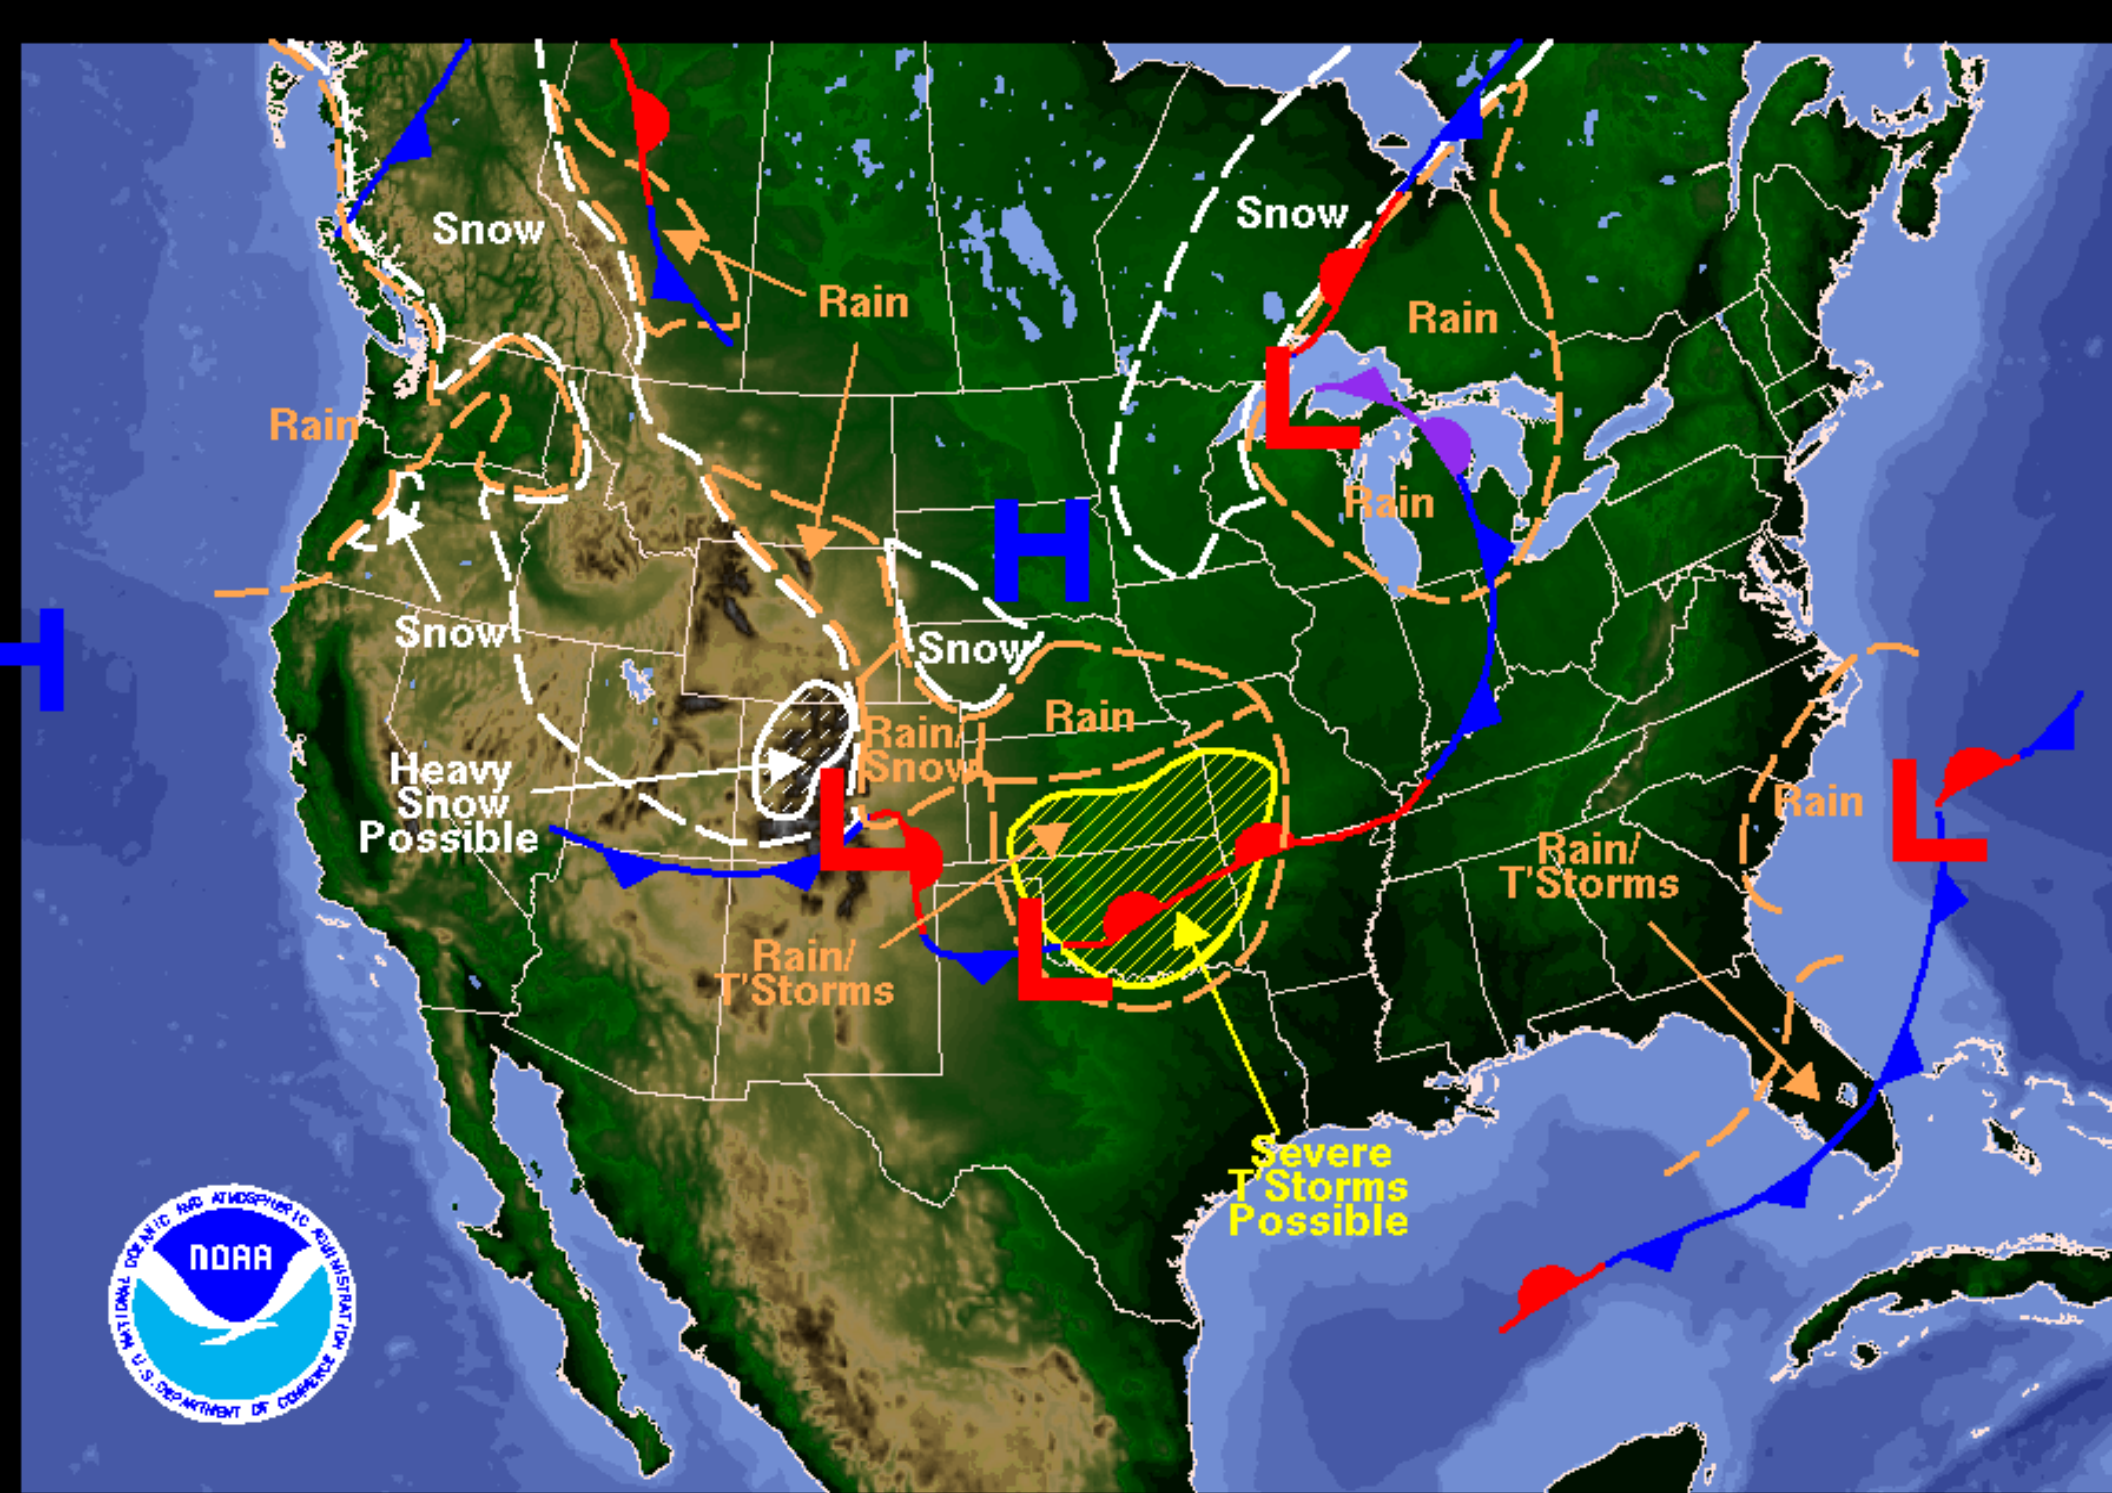 Snow
Snow
Rain
Rain
Rain
Rain
H
L
Snow
Snow
H
Rain
Rain/
Snow
Heavy
Snow
Possible
L
Rain
L
Rain/
T'Storms
Rain/
T'Storms
L
Severe
T'Storms
Possible
NATIONAL OCEANIC AND ATMOSPHERIC ADMINISTRATION
NOAA
U.S. DEPARTMENT OF COMMERCE